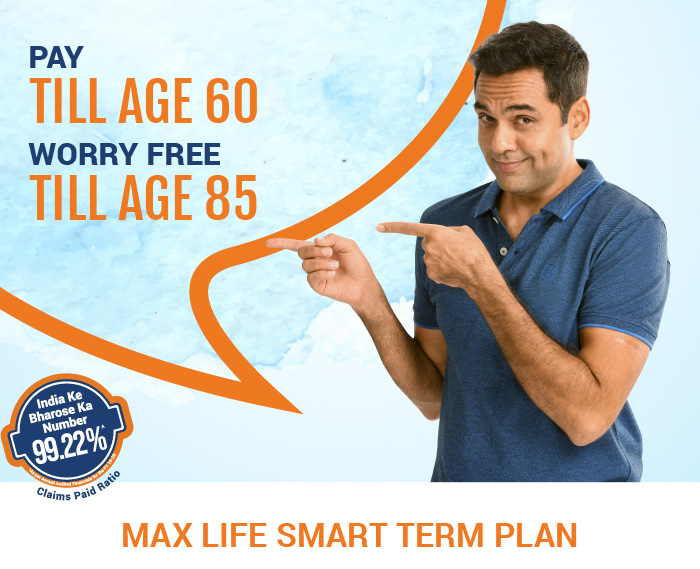 PAY
TILL AGE 60
WORRY FREE
TILL AGE 85
India Ke
Bharose Ka
Number
99.22%^
Claims Paid Ratio
MAX LIFE SMART TERM PLAN